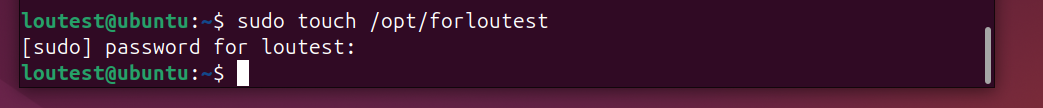 loutest@ubuntu:~$ sudo touch /opt/forloutest
[sudo] password for loutest:
loutest@ubuntu:~$